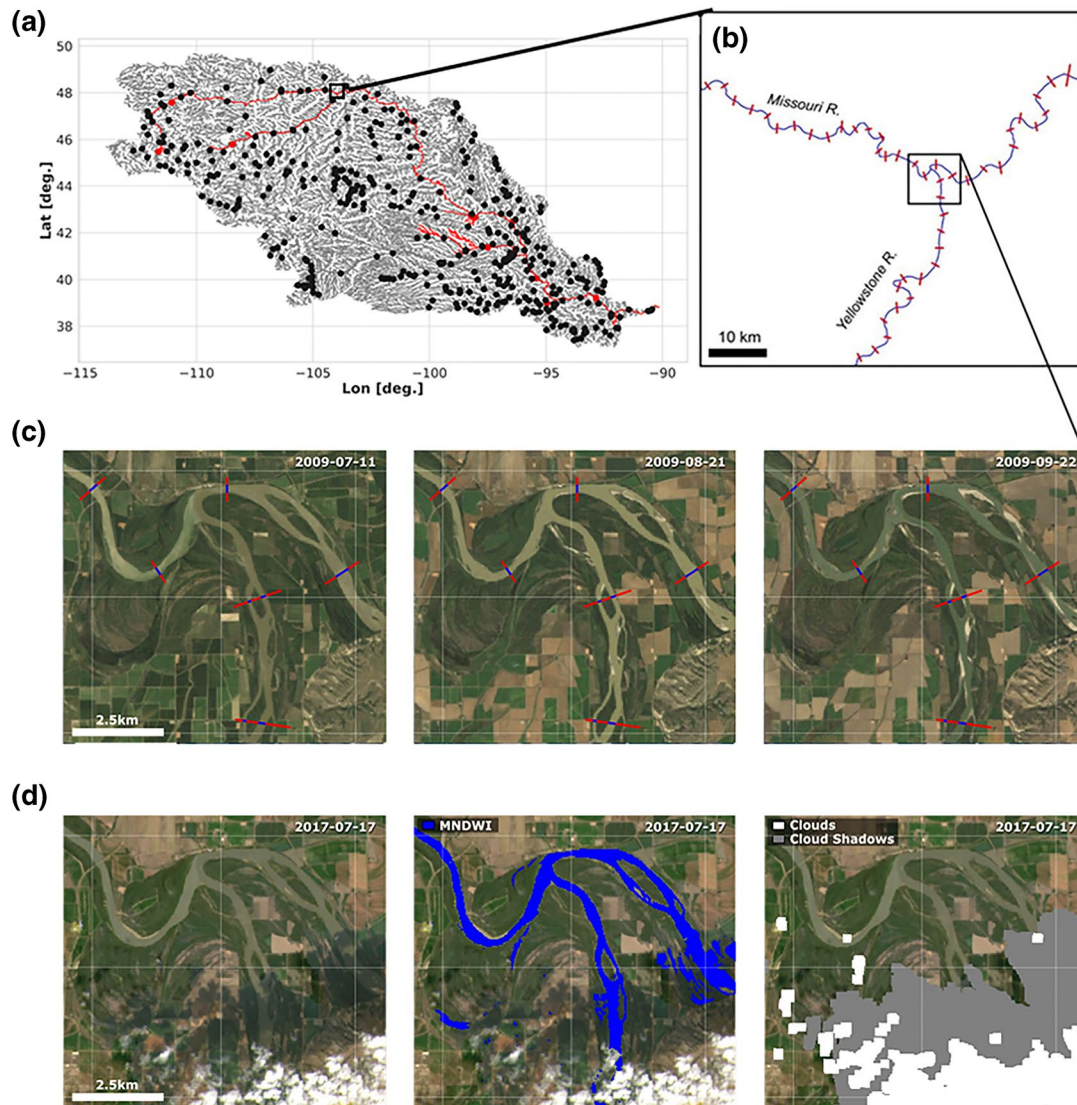 (a)
50
48
46
44
42
40
38
Lat [deg.]
−115
−110
−105
−100
−95
−90
Lon [deg.]
(b)
Missouri R.
Yellowstone R.
10 km
(c)
2009-07-11
2009-08-21
2009-09-22
2.5km
(d)
2017-07-17
MNDWI
2017-07-17
Clouds
2017-07-17
Cloud Shadows
2.5km